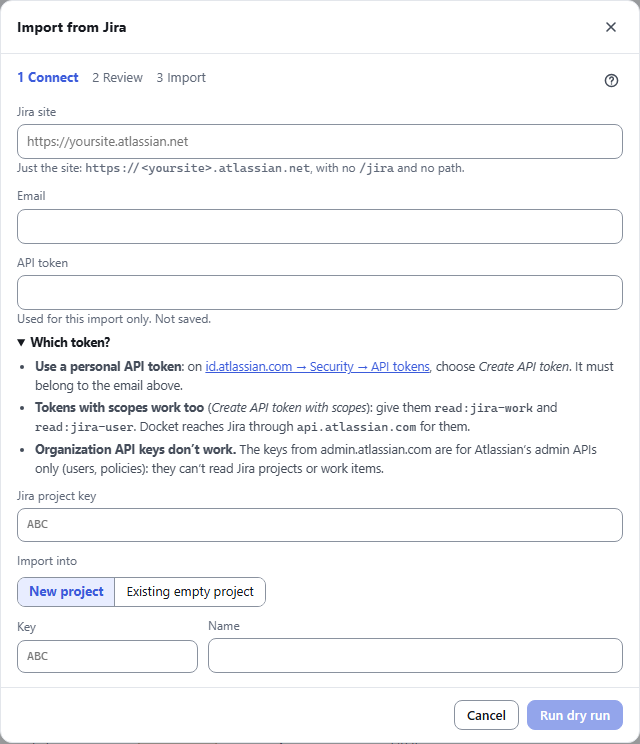 Import from Jira
1 Connect 2 Review 3 Import
Jira site
https://yoursite.atlassian.net
Just the site: https://<yoursite>.atlassian.net, with no /jira and no path.
Email
API token
Used for this import only. Not saved.
▼ Which token?
• Use a personal API token: on id.atlassian.com → Security → API tokens, choose Create API token. It must
belong to the email above.
• Tokens with scopes work too (Create API token with scopes): give them read:jira-work and
read:jira-user. Docket reaches Jira through api.atlassian.com for them.
• Organization API keys don’t work. The keys from admin.atlassian.com are for Atlassian’s admin APIs
only (users, policies): they can’t read Jira projects or work items.
Jira project key
ABC
Import into
New project Existing empty project
Key Name
ABC
Cancel Run dry run